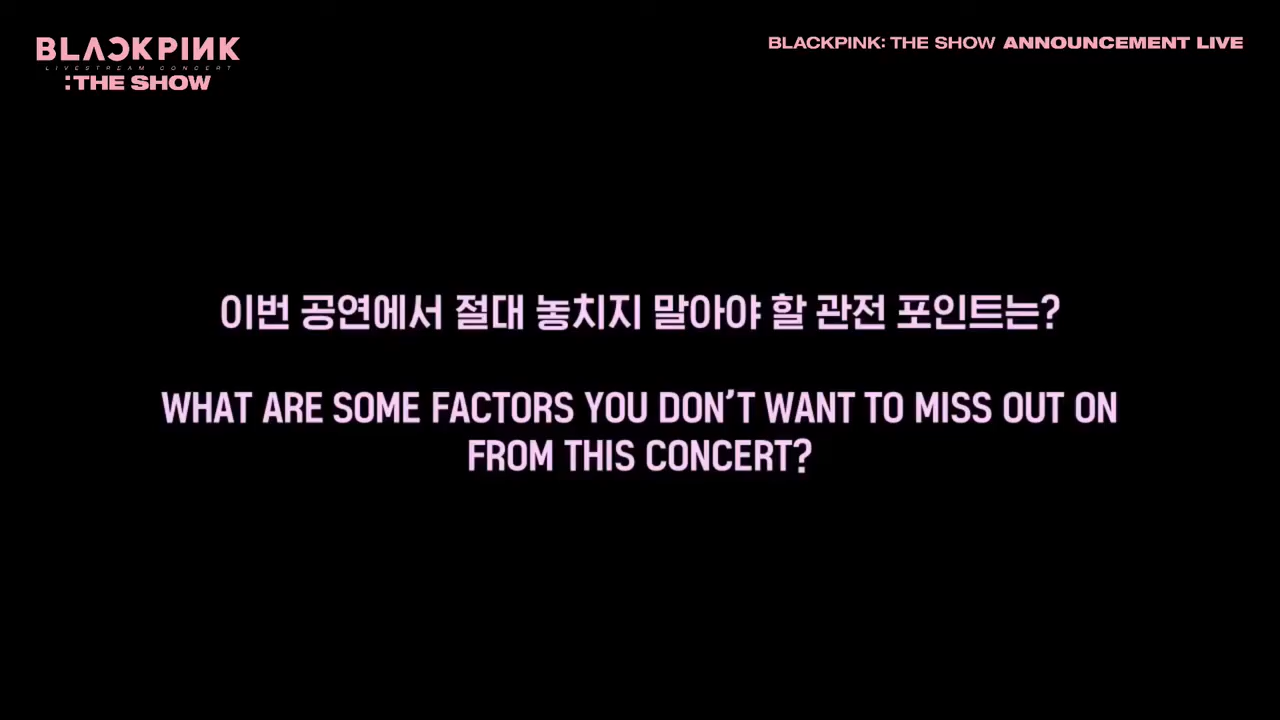 BLACKPINK
LIVESTREAM CONCERT
:THE SHOW
BLACKPINK: THE SHOW ANNOUNCEMENT LIVE
이번 공연에서 절대 놓치지 말아야 할 관전 포인트는?
WHAT ARE SOME FACTORS YOU DON'T WANT TO MISS OUT ON
FROM THIS CONCERT?